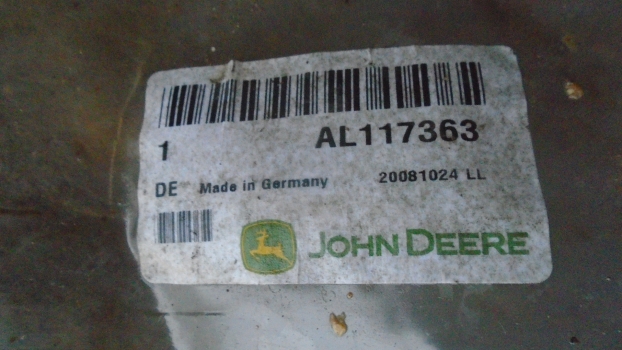 1 AL117363
DE Made in Germany 20081024 LL
JOHN DEERE